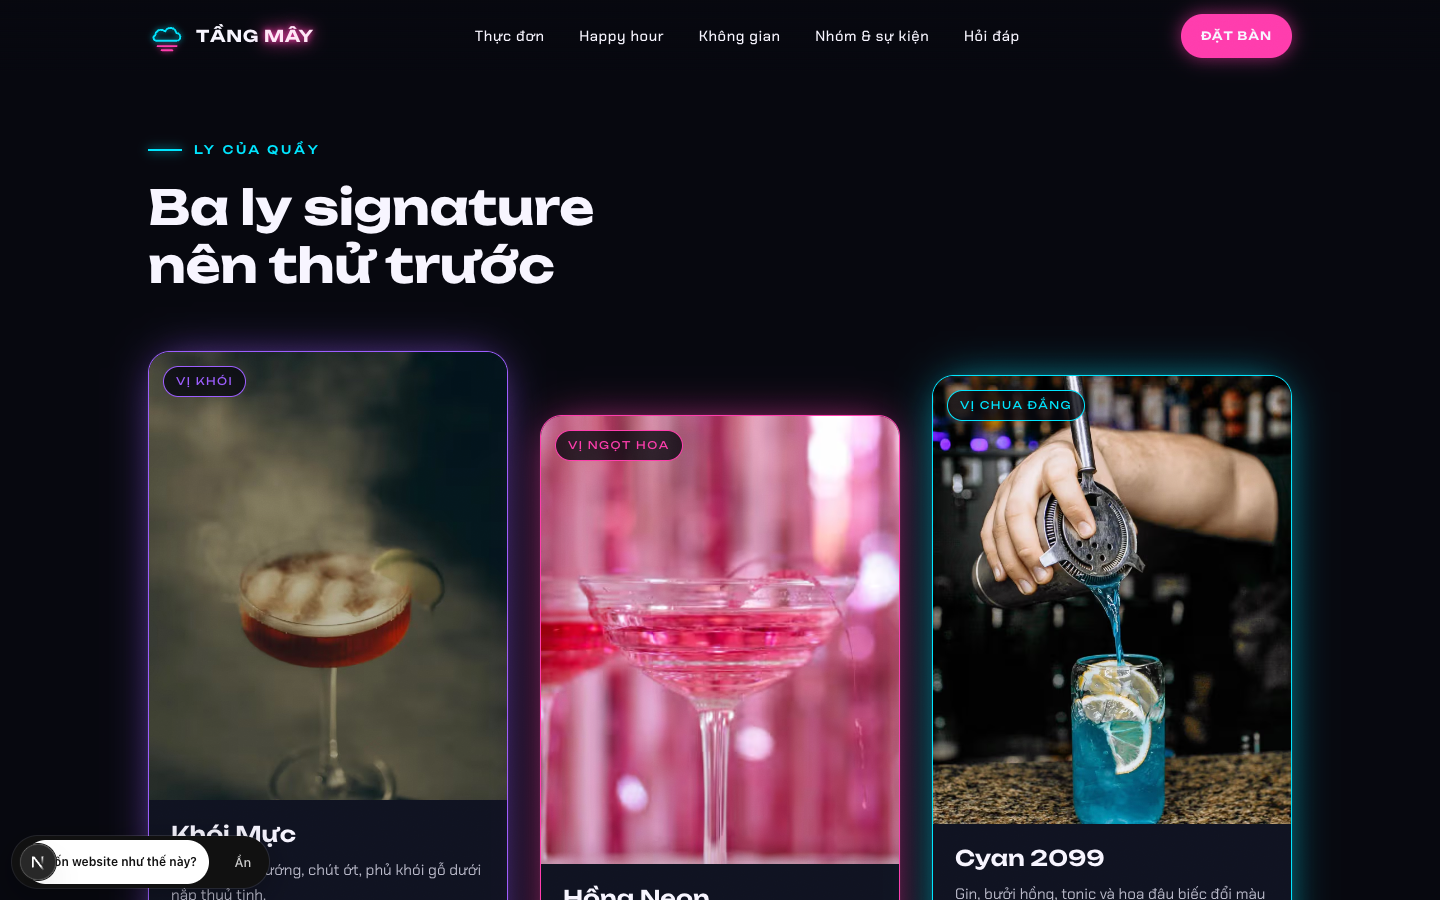 TẦNG MÂY
Thực đơn
Happy hour
Không gian
Nhóm & sự kiện
Hỏi đáp
ĐẶT BÀN
LY CỦA QUẦY
Ba ly signature
nên thử trước
VỊ KHÓI
VỊ NGỌT HOA
VỊ CHUA ĐẮNG
Khói Mực
chút ớt, phủ khói gỗ dưới
nắp thuỷ tinh.
Hồng Neon
Cyan 2099
Gin, bưởi hồng, tonic và hoa đậu biếc đổi màu
N
website như thế này?
Ẩn